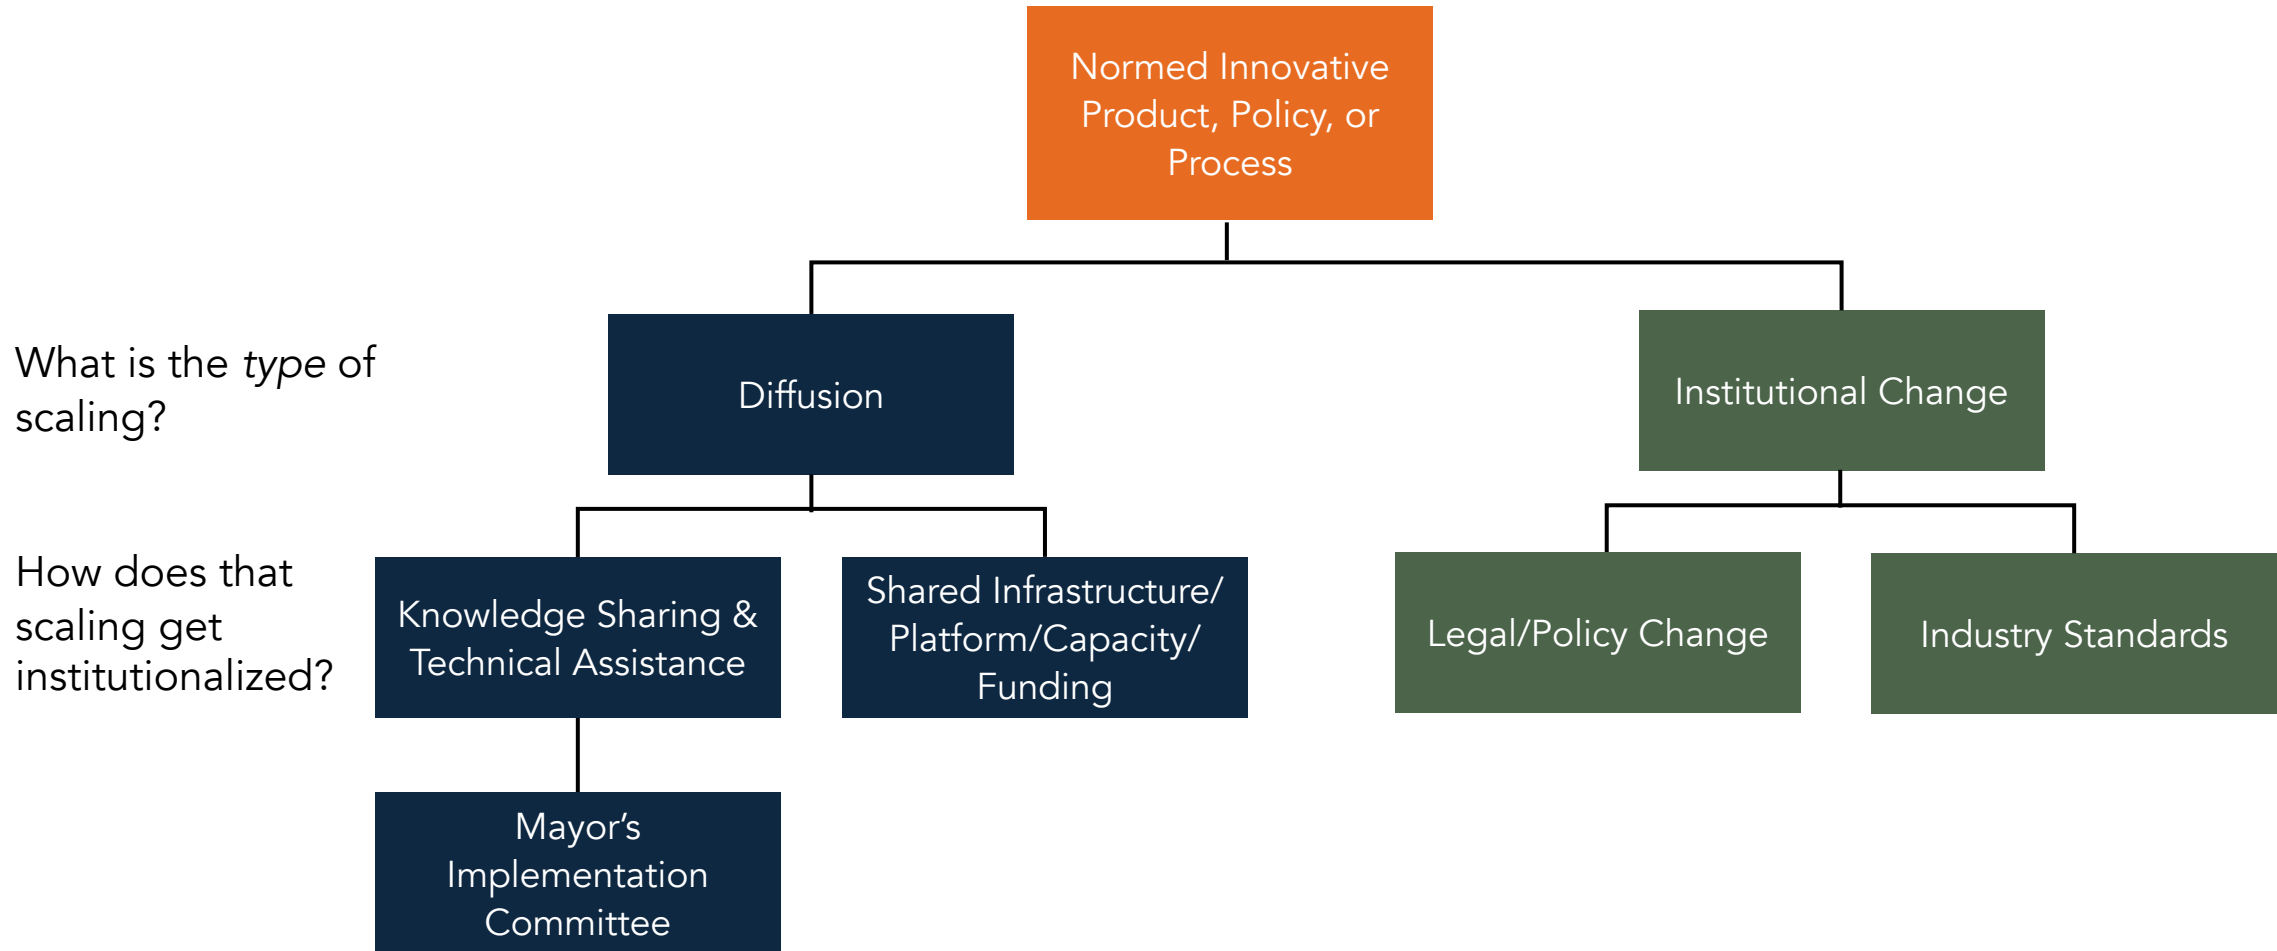 Normed Innovative
Product, Policy, or
Process
What is the type of
scaling?
Diffusion
Institutional Change
How does that
scaling get
institutionalized?
Knowledge Sharing &
Technical Assistance
Shared Infrastructure/
Platform/Capacity/
Funding
Legal/Policy Change
Industry Standards
Mayor’s
Implementation
Committee